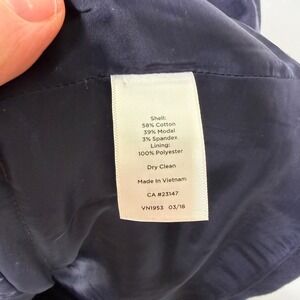 Shell:
58% Cotton
39% Modal
3% Spandex
Lining:
100% Polyester
Dry Clean
Made in Vietnam
CA #23147
VN1953 03/18